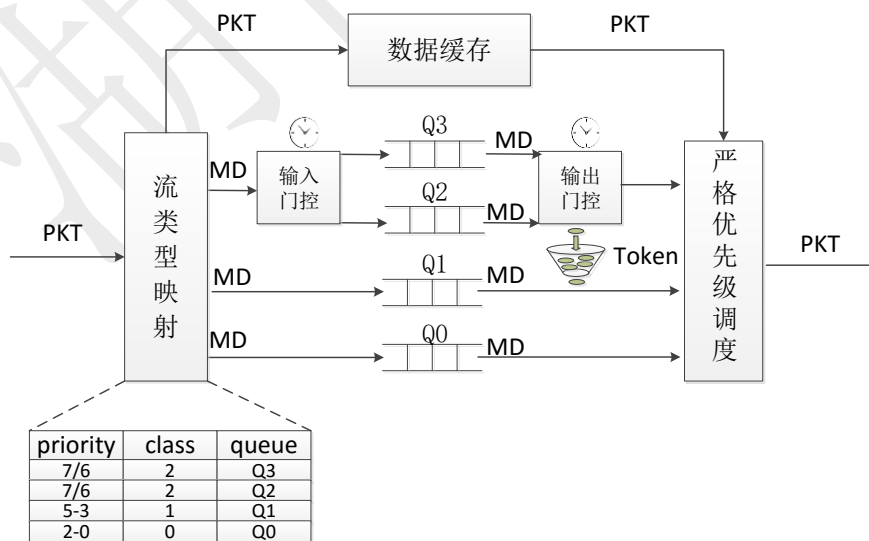 PKT
数据缓存
PKT
流类型映射
PKT
MD
输入
门控
Q3
MD
Q2
MD
输出
门控
Token
MD
Q1
MD
MD
Q0
MD
严格优先级调度
PKT
priority class queue
7/6 2 Q3
7/6 2 Q2
5-3 1 Q1
2-0 0 Q0